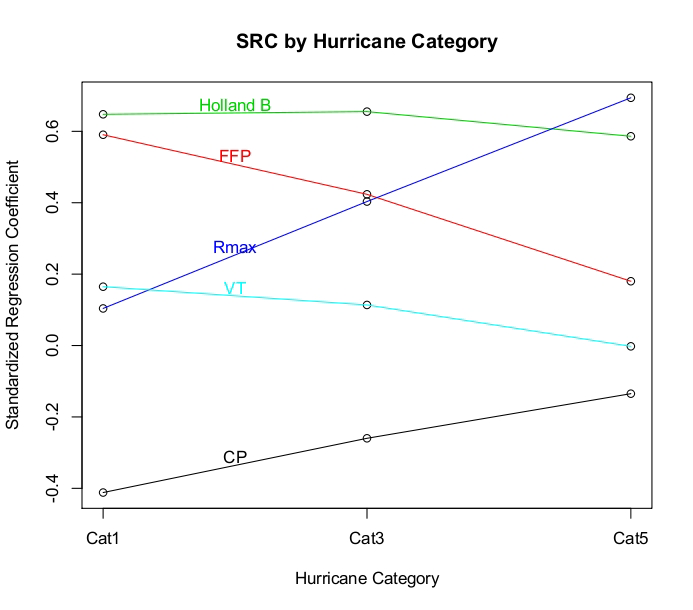 SRC by Hurricane Category
Standardized Regression Coefficient
0.6
0.4
0.2
0.0
-0.2
-0.4
Holland B
FFP
Rmax
VT
CP
Cat1 Cat3 Cat5
Hurricane Category